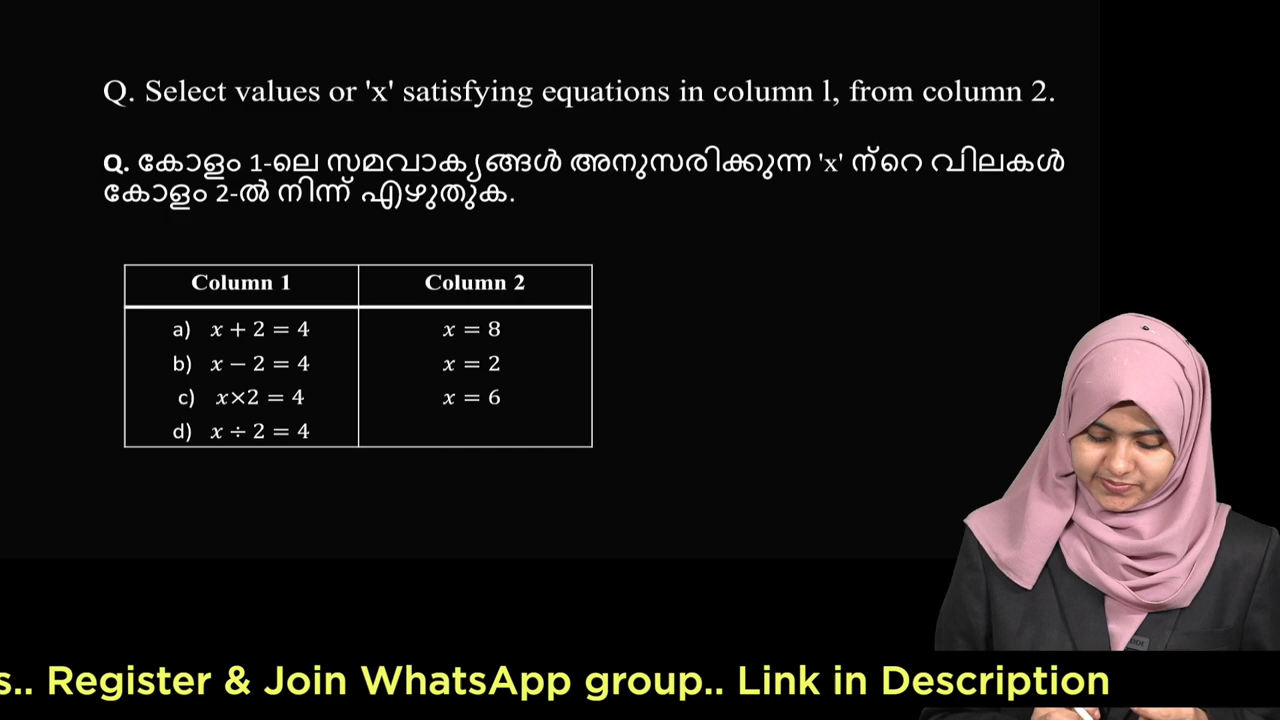 Q. Select values or 'x' satisfying equations in column 1, from column 2.
Q. കോളം 1-ലെ സമവാക്യങ്ങൾ അനുസരിക്കുന്ന 'x' ന്റെ വിലകൾ
കോളം 2-ൽ നിന്ന് എഴുതുക.
Column 1 Column 2
a) x + 2 = 4 x = 8
b) x − 2 = 4 x = 2
c) x×2 = 4 x = 6
d) x ÷ 2 = 4
s.. Register & Join WhatsApp group.. Link in Description